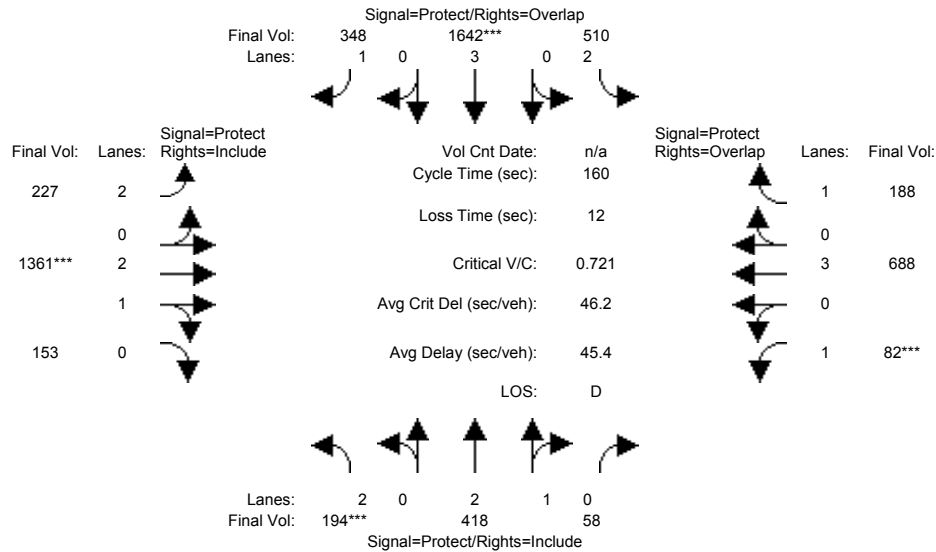 Signal=Protect/Rights=Overlap
Final Vol: 348 1642*** 510
Lanes: 1 0 3 0 2
Signal=Protect
Final Vol: Lanes: Rights=Include
Vol Cnt Date: n/a
Signal=Protect
Rights=Overlap Lanes: Final Vol:
Cycle Time (sec): 160
227 2
1 188
Loss Time (sec): 12
0
0
1361*** 2
Critical V/C: 0.721
3 688
1
Avg Crit Del (sec/veh): 46.2
0
153 0
Avg Delay (sec/veh): 45.4
1 82***
LOS: D
Lanes: 2 0 2 1 0
Final Vol: 194*** 418 58
Signal=Protect/Rights=Include